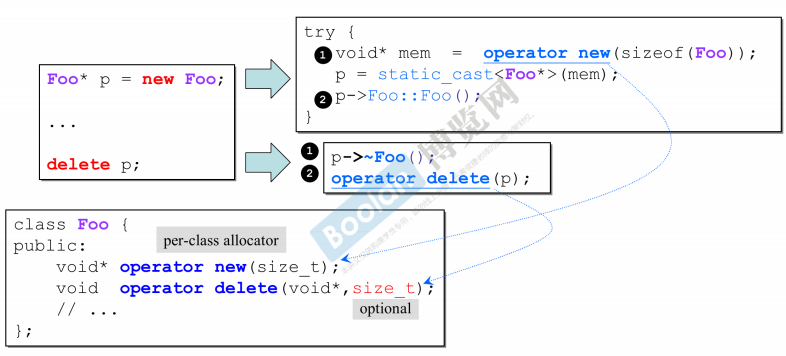 Foo* p = new Foo;
...
delete p;
try {
1 void* mem = operator new(sizeof(Foo));
p = static_cast<Foo*>(mem);
2 p->Foo::Foo();
}
1 p->~Foo();
2 operator delete(p);
class Foo {
public:
per-class allocator
void* operator new(size_t);
void operator delete(void*,size_t);
optional
// ...
};
Boolan 博览网